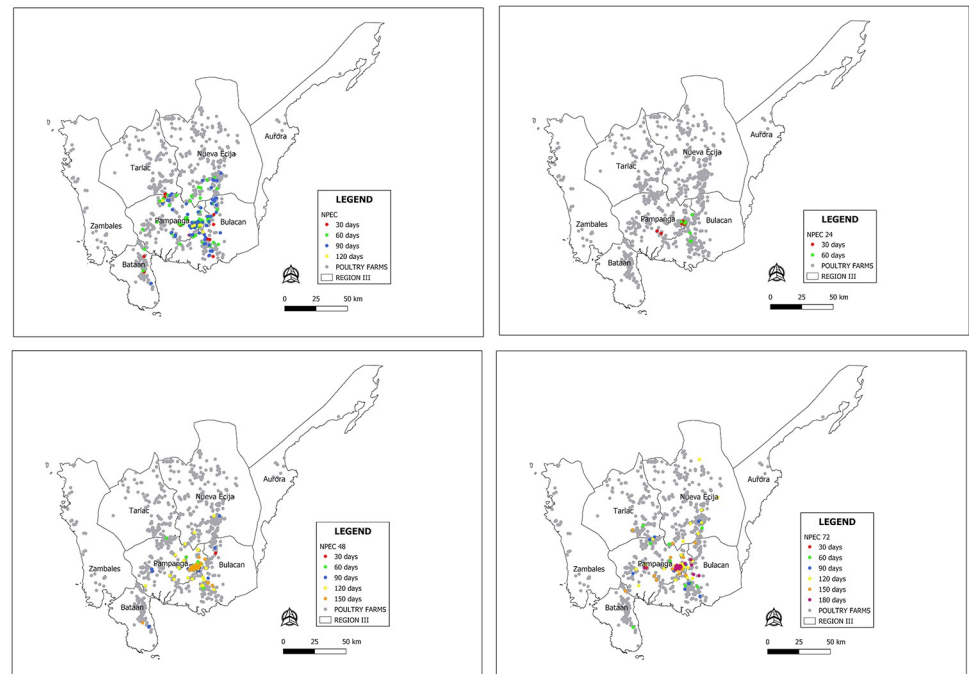 Aurora
Nueva Ecija
Tarlac
Pampanga
Bulacan
Zambales
Bataan
LEGEND
NPEC
30 days
60 days
90 days
120 days
POULTRY FARMS
REGION III
0 25 50 km
Aurora
Nueva Ecija
Tarlac
Pampanga
Bulacan
Zambales
Bataan
LEGEND
NPEC 24
30 days
60 days
POULTRY FARMS
REGION III
0 25 50 km
Aurora
Nueva Ecija
Tarlac
Pampanga
Bulacan
Zambales
Bataan
LEGEND
NPEC 48
30 days
60 days
90 days
120 days
150 days
POULTRY FARMS
REGION III
0 25 50 km
Aurora
Nueva Ecija
Tarlac
Pampanga
Bulacan
Zambales
Bataan
LEGEND
NPEC 72
30 days
60 days
90 days
120 days
150 days
180 days
POULTRY FARMS
REGION III
0 25 50 km